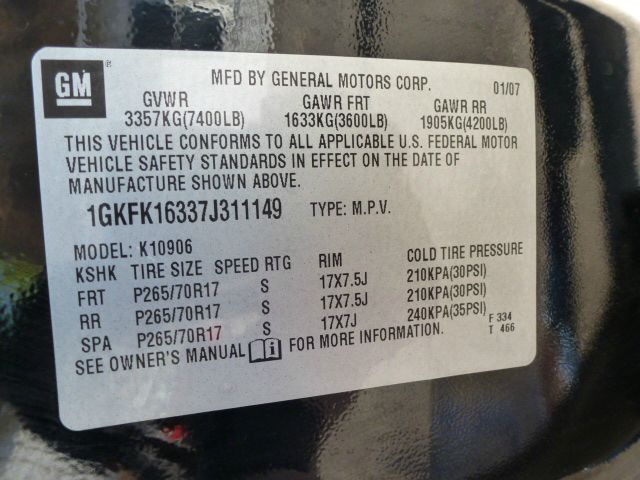 GM
MFD BY GENERAL MOTORS CORP. 01/07
GVWR GAWR FRT GAWR RR
3357KG(7400LB) 1633KG(3600LB) 1905KG(4200LB)
THIS VEHICLE CONFORMS TO ALL APPLICABLE U.S. FEDERAL MOTOR
VEHICLE SAFETY STANDARDS IN EFFECT ON THE DATE OF
MANUFACTURE SHOWN ABOVE.
1GKFK16337J311149 TYPE: M.P.V.
MODEL: K10906
KSHK TIRE SIZE SPEED RTG RIM COLD TIRE PRESSURE
FRT P265/70R17 S 17X7.5J 210KPA(30PSI)
RR P265/70R17 S 17X7.5J 210KPA(30PSI)
SPA P265/70R17 S 17X7J 240KPA(35PSI)
SEE OWNER'S MANUAL FOR MORE INFORMATION.
F 334
T 466